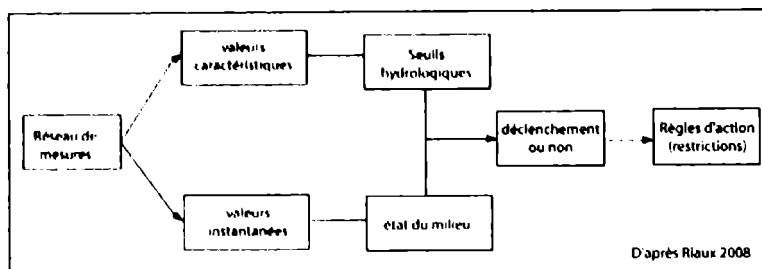 valeurs
caractéristiques
Seuils
hydrologiques
Réseau de
mesures
déclenchement
ou non
Règles d'action
(restrictions)
valeurs
instantanées
état du milieu
D'après Riaux 2008